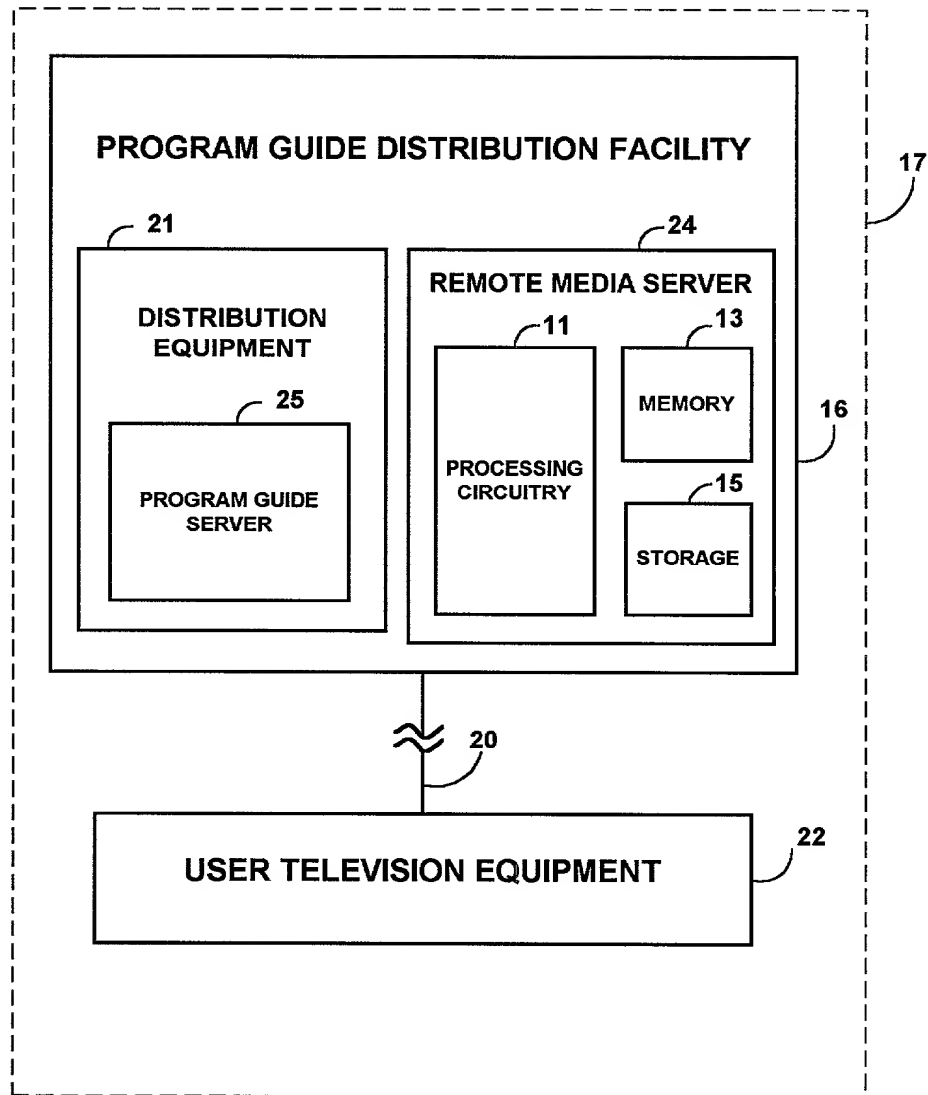 PROGRAM GUIDE DISTRIBUTION FACILITY
17
21
24
DISTRIBUTION
EQUIPMENT
REMOTE MEDIA SERVER
11
13
25
MEMORY
16
PROGRAM GUIDE
SERVER
PROCESSING
CIRCUITRY
15
STORAGE
20
USER TELEVISION EQUIPMENT
22